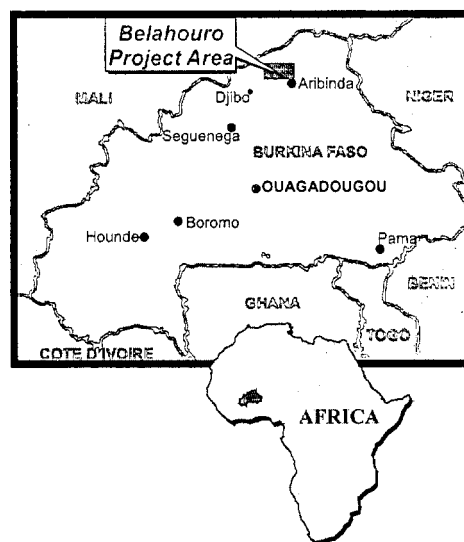 Belahouro
Project Area
MALI
Djibo
Aribinda
NIGER
Seguenega
BURKINA FASO
OUAGADOUGOU
Boromo
Hounde
Pama
BENIN
GHANA
TOGO
COTE D'IVOIRE
AFRICA